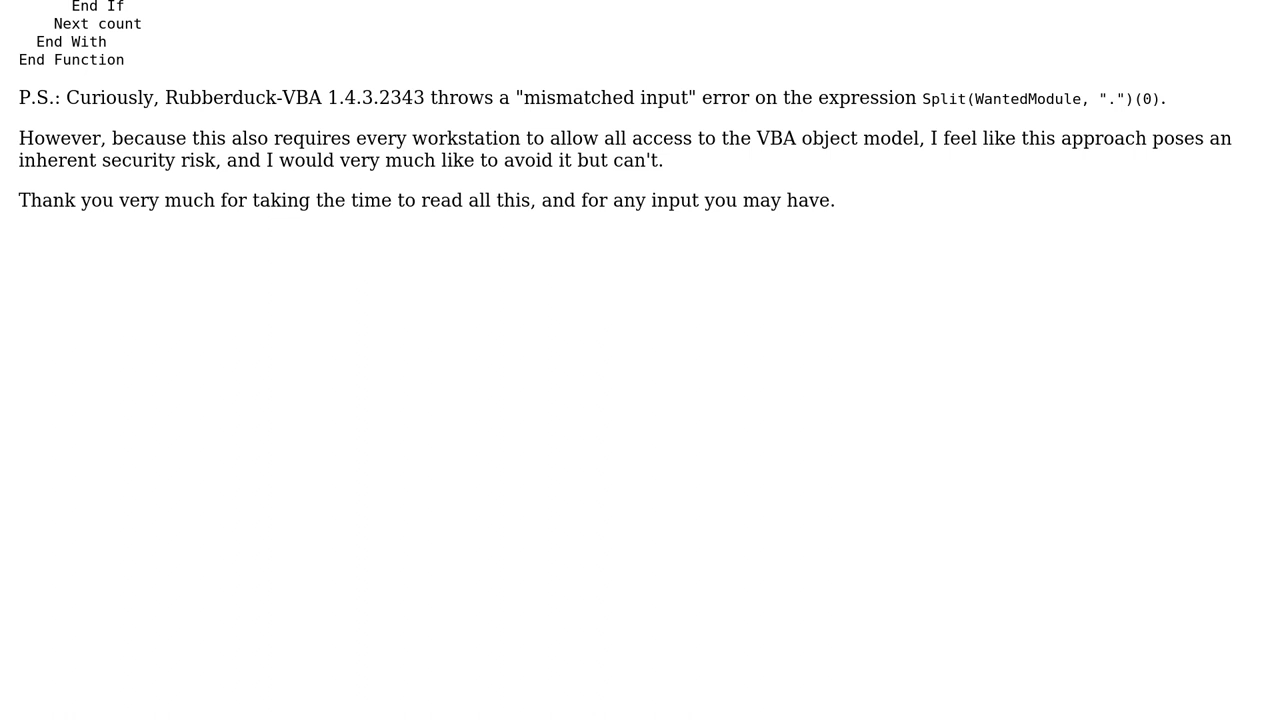 End If
Next count
End With
End Function
P.S.: Curiously, Rubberduck-VBA 1.4.3.2343 throws a "mismatched input" error on the expression Split(WantedModule, ".")(0).
However, because this also requires every workstation to allow all access to the VBA object model, I feel like this approach poses an
inherent security risk, and I would very much like to avoid it but can't.
Thank you very much for taking the time to read all this, and for any input you may have.